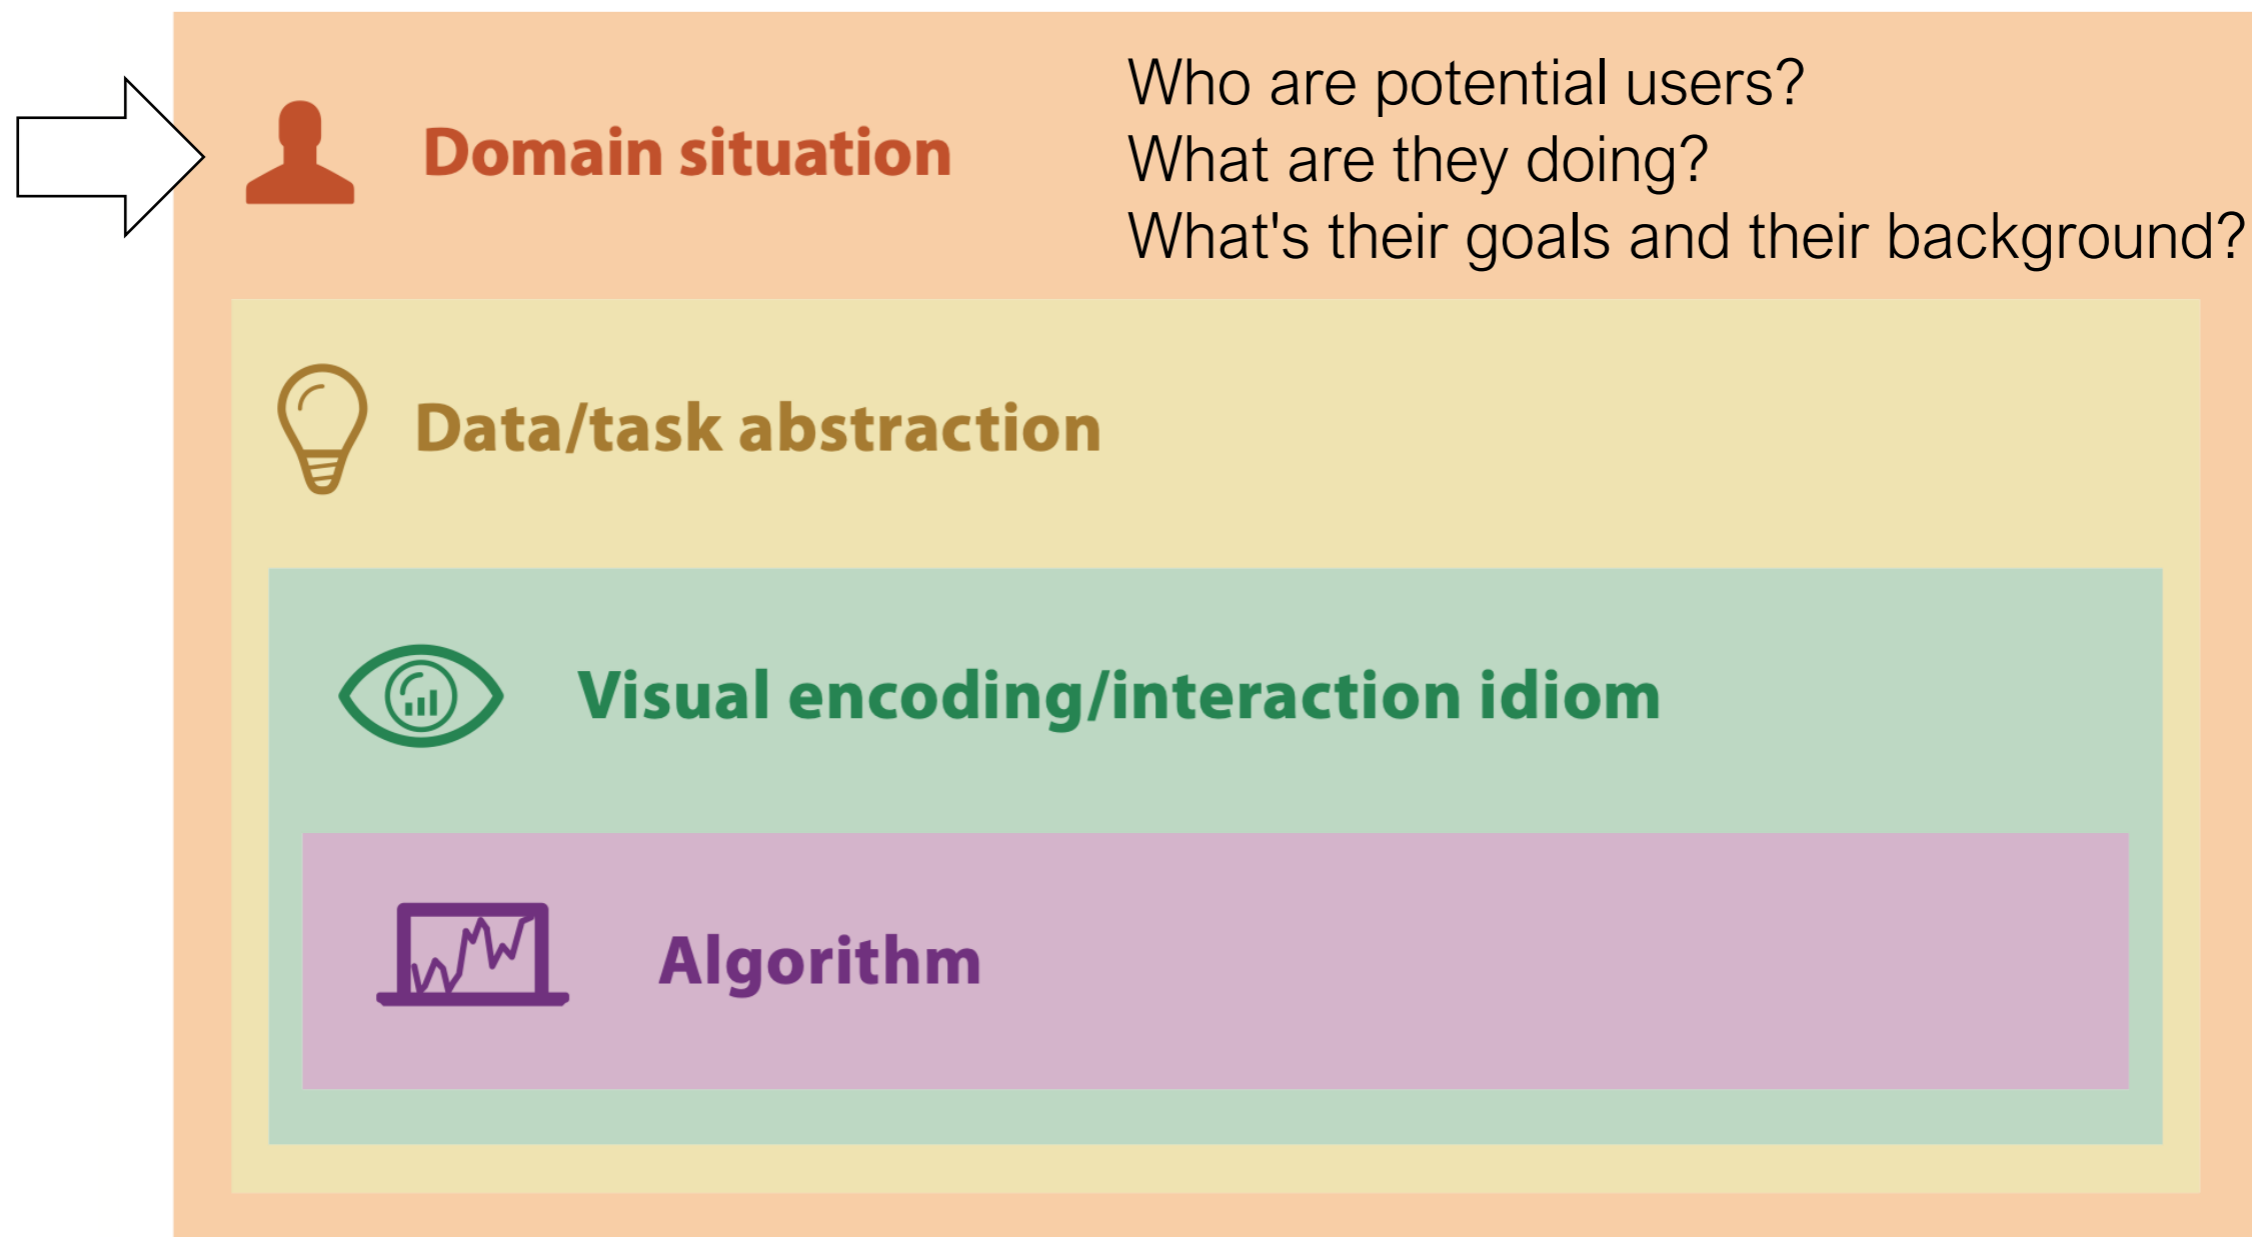 Domain situation
Who are potential users?
What are they doing?
What's their goals and their background?
Data/task abstraction
Visual encoding/interaction idiom
Algorithm